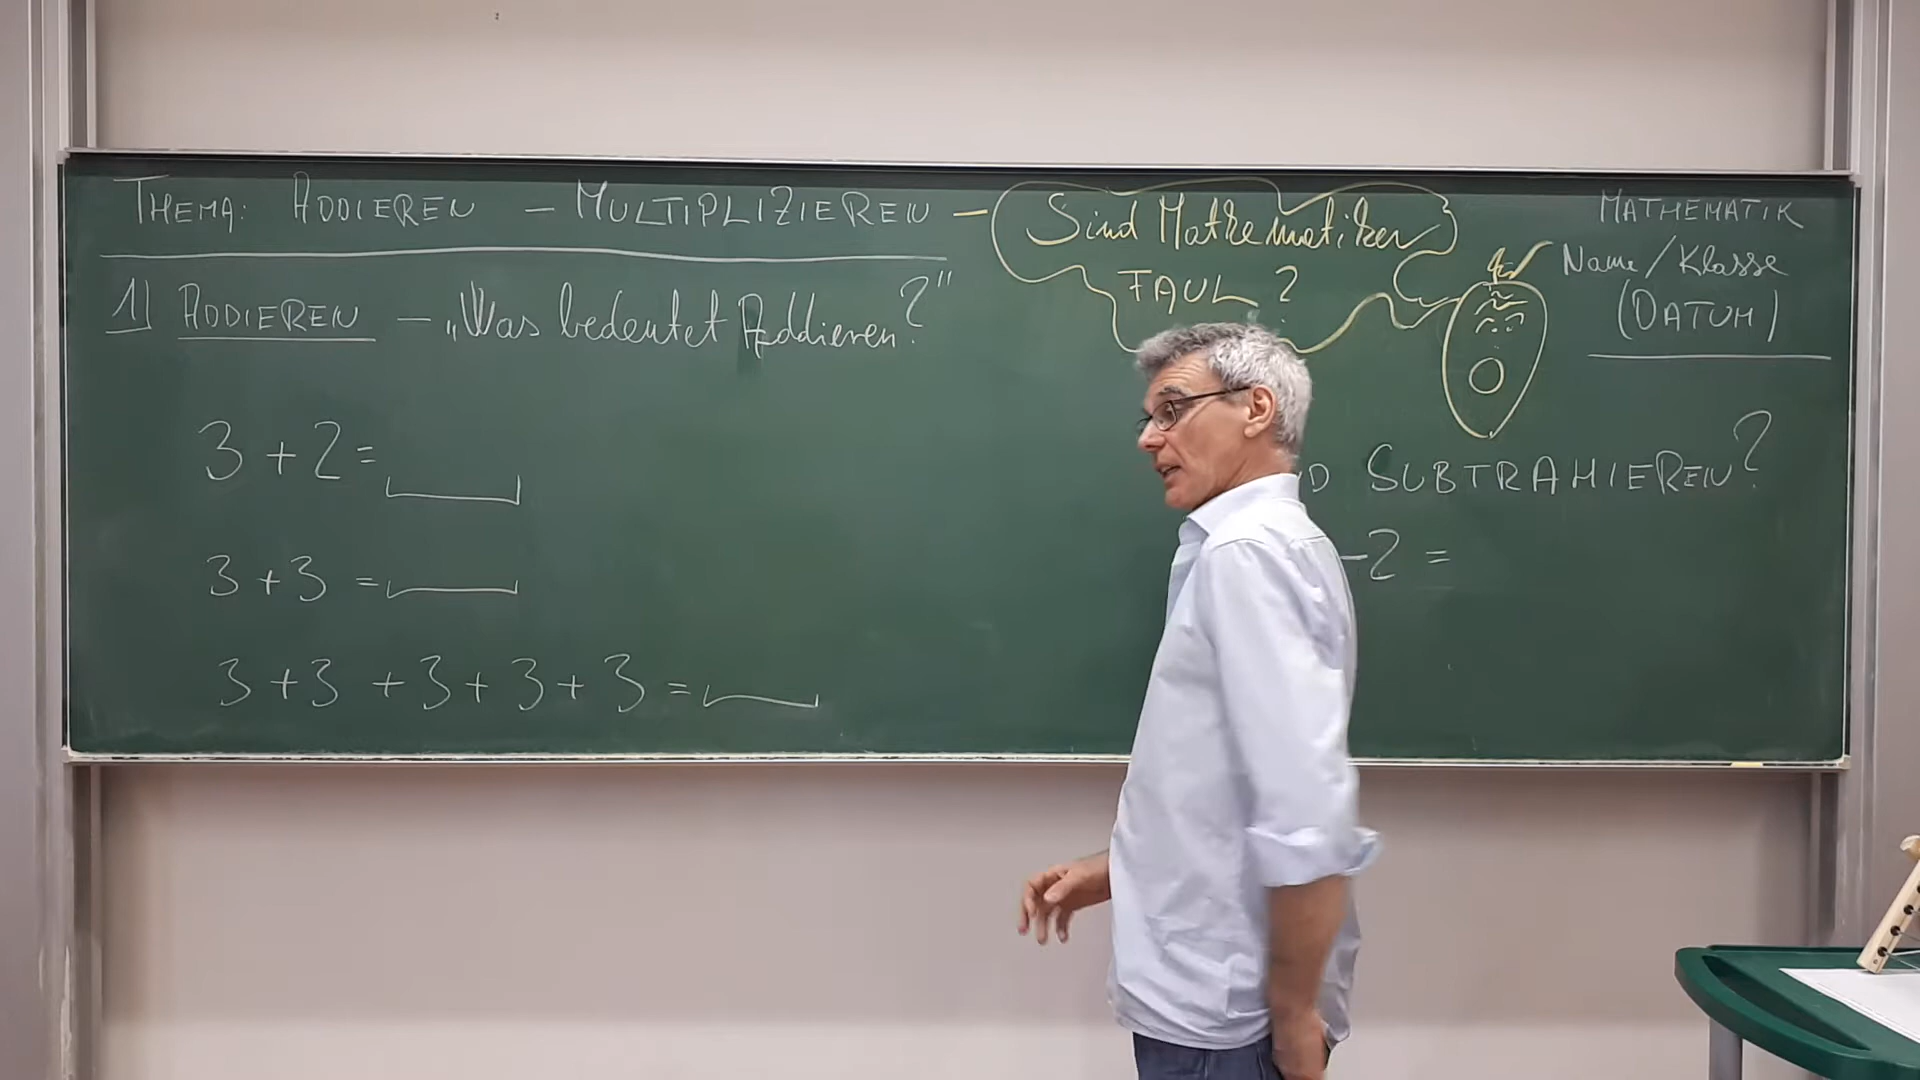 THEMA: ADDIEREN – MULTIPLIZIEREN –
Sind Mathematiker
FAUL?
MATHEMATIK
Name/Klasse
(DATUM)
1) ADDIEREN – „Was bedeutet Addieren?"
3 + 2 =
3 + 3 =
3 + 3 + 3 + 3 + 3 =
SUBTRAHIEREN?
–2 =